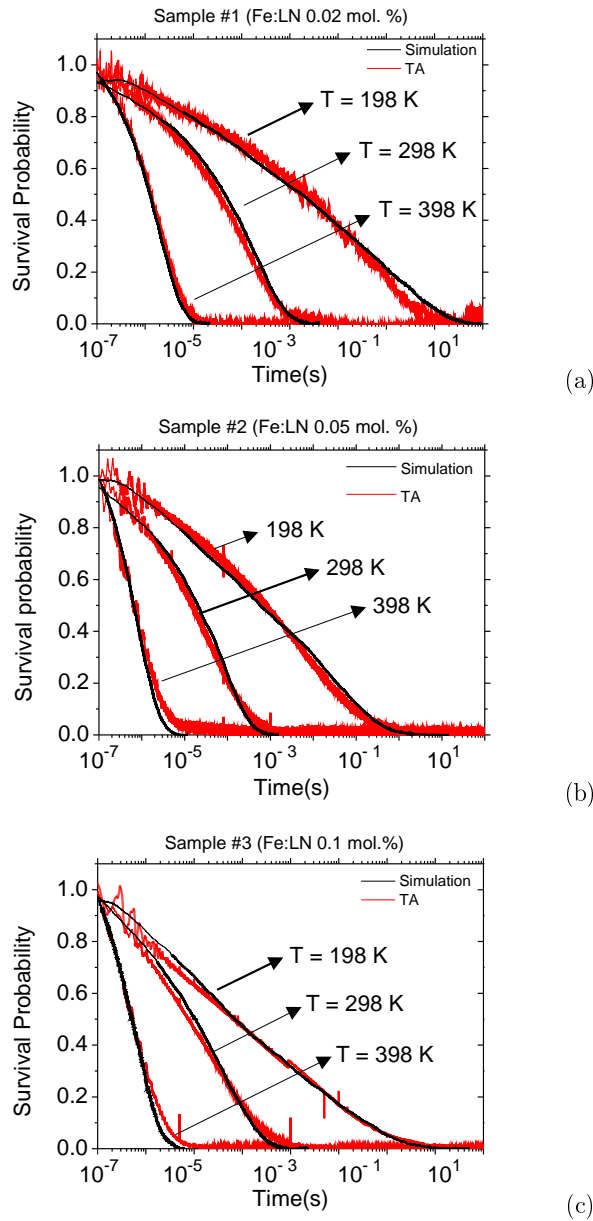 Sample #1 (Fe:LN 0.02 mol. %)
Simulation
TA
T = 198 K
T = 298 K
T = 398 K
1.0
0.8
0.6
0.4
0.2
0.0
Survival Probability
10-7
10-5
10-3
10-1
101
Time(s)
(a)
Sample #2 (Fe:LN 0.05 mol. %)
Simulation
TA
198 K
298 K
398 K
1.0
0.8
0.6
0.4
0.2
0.0
Survival probability
10-7
10-5
10-3
10-1
101
Time(s)
(b)
Sample #3 (Fe:LN 0.1 mol.%)
Simulation
TA
T = 198 K
T = 298 K
T = 398 K
1.0
0.8
0.6
0.4
0.2
0.0
Survival Probability
10-7
10-5
10-3
10-1
101
Time(s)
(c)